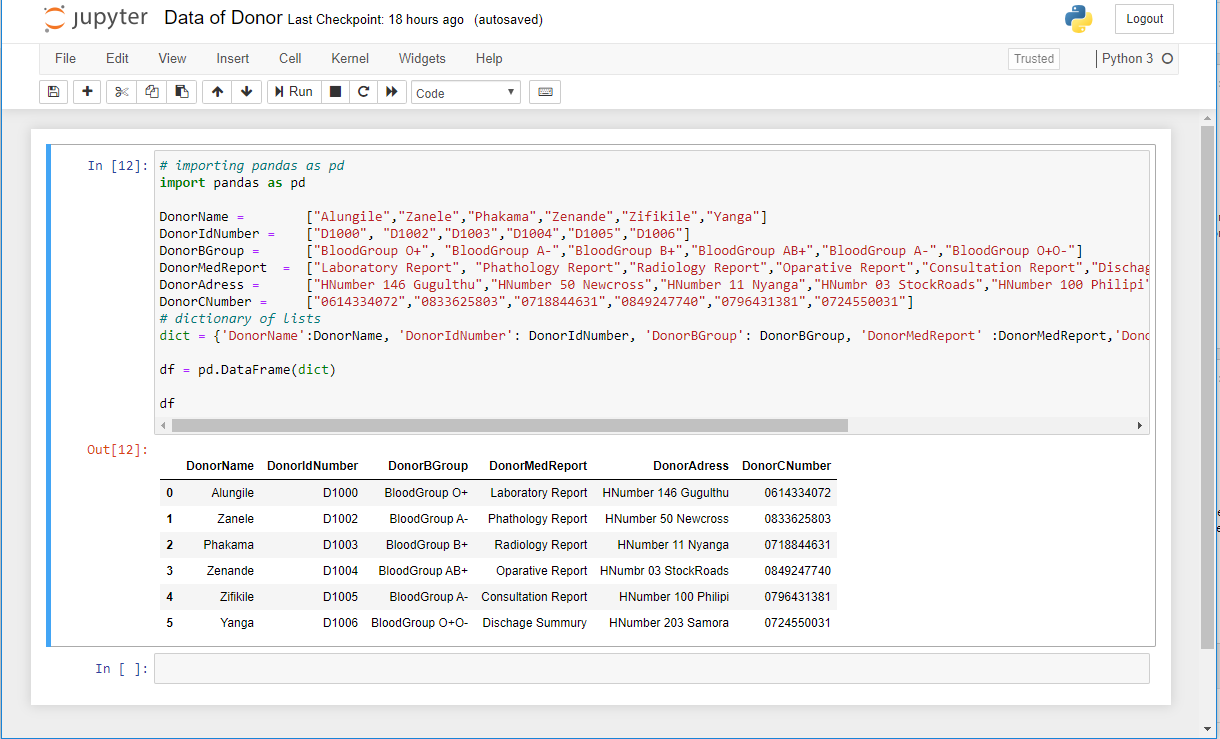 jupyter Data of Donor Last Checkpoint: 18 hours ago (autosaved) Logout
File Edit View Insert Cell Kernel Widgets Help Trusted Python 3
Run Code
In [12]: # importing pandas as pd
import pandas as pd
DonorName = ["Alungile","Zanele","Phakama","Zenande","Zifikile","Yanga"]
DonorIdNumber = ["D1000", "D1002","D1003","D1004","D1005","D1006"]
DonorBGroup = ["BloodGroup O+", "BloodGroup A-","BloodGroup B+","BloodGroup AB+","BloodGroup A-","BloodGroup O+O-"]
DonorMedReport = ["Laboratory Report", "Phathology Report","Radiology Report","Oparative Report","Consultation Report","Dischag
DonorAdress = ["HNumber 146 Gugulthu","HNumber 50 Newcross","HNumber 11 Nyanga","HNumbr 03 StockRoads","HNumber 100 Philipi"
DonorCNumber = ["0614334072","0833625803","0718844631","0849247740","0796431381","0724550031"]
# dictionary of lists
dict = {'DonorName':DonorName, 'DonorIdNumber': DonorIdNumber, 'DonorBGroup': DonorBGroup, 'DonorMedReport' :DonorMedReport,'Dono
df = pd.DataFrame(dict)
df
Out[12]:
DonorName DonorIdNumber DonorBGroup DonorMedReport DonorAdress DonorCNumber
0 Alungile D1000 BloodGroup O+ Laboratory Report HNumber 146 Gugulthu 0614334072
1 Zanele D1002 BloodGroup A- Phathology Report HNumber 50 Newcross 0833625803
2 Phakama D1003 BloodGroup B+ Radiology Report HNumber 11 Nyanga 0718844631
3 Zenande D1004 BloodGroup AB+ Oparative Report HNumbr 03 StockRoads 0849247740
4 Zifikile D1005 BloodGroup A- Consultation Report HNumber 100 Philipi 0796431381
5 Yanga D1006 BloodGroup O+O- Dischage Summury HNumber 203 Samora 0724550031
In [ ]: